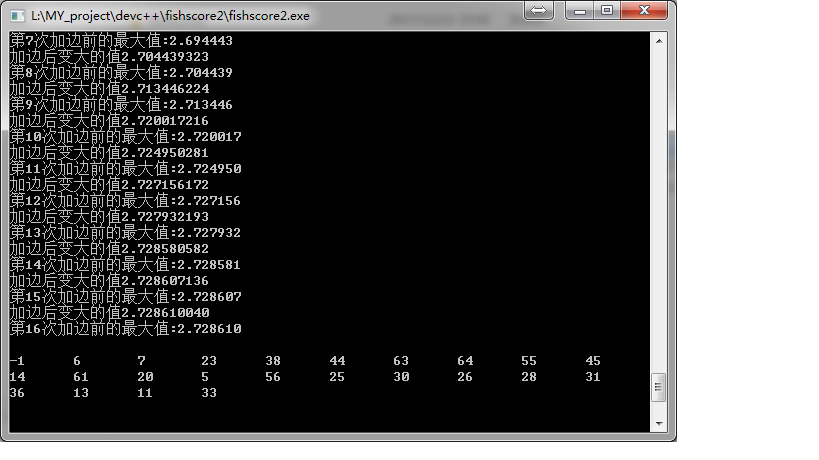 L:\MY_project\devc++\fishscore2\fishscore2.exe
第7次加边前的最大值:2.694443
加边后变大的值2.704439323
第8次加边前的最大值:2.704439
加边后变大的值2.713446224
第9次加边前的最大值:2.713446
加边后变大的值2.720017216
第10次加边前的最大值:2.720017
加边后变大的值2.724950281
第11次加边前的最大值:2.724950
加边后变大的值2.727156172
第12次加边前的最大值:2.727156
加边后变大的值2.727932193
第13次加边前的最大值:2.727932
加边后变大的值2.728580582
第14次加边前的最大值:2.728581
加边后变大的值2.728607136
第15次加边前的最大值:2.728607
加边后变大的值2.728610040
第16次加边前的最大值:2.728610
-1 6 7 23 38 44 63 64 55 45
14 61 20 5 56 25 30 26 28 31
36 13 11 33